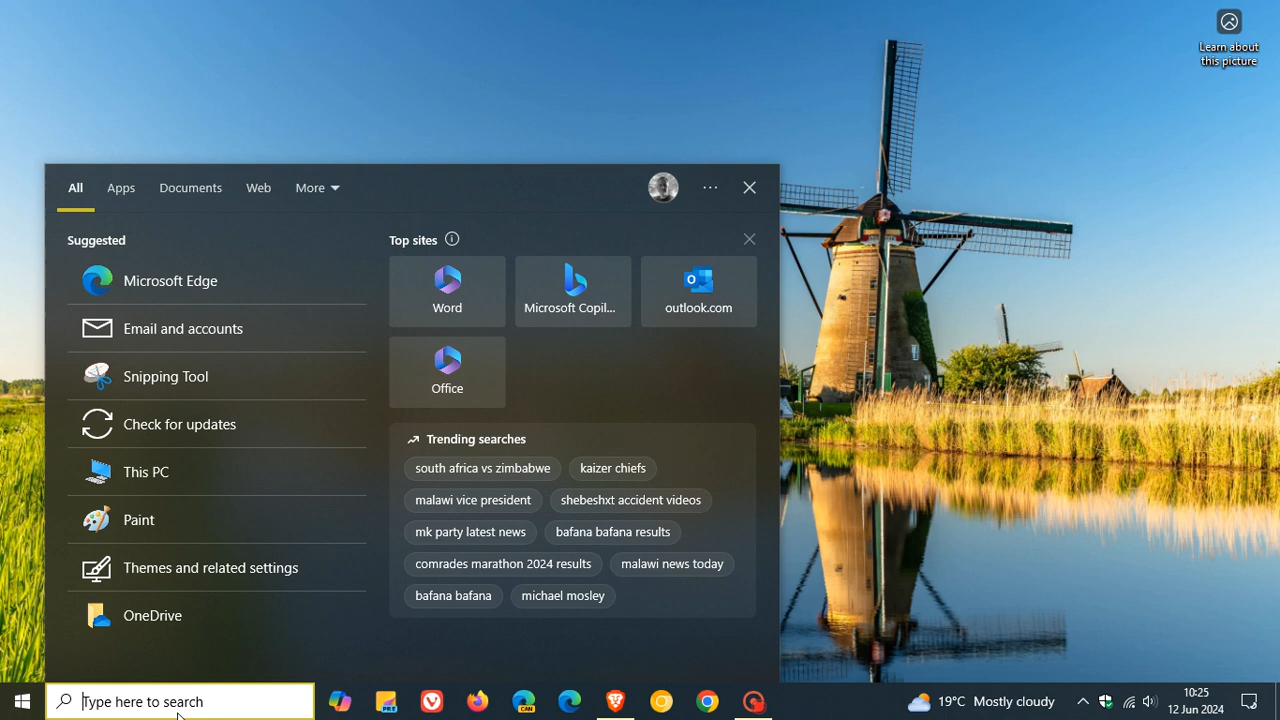 Learn about
this picture
All
Apps
Documents
Web
More
Suggested
Microsoft Edge
Email and accounts
Snipping Tool
Check for updates
This PC
Paint
Themes and related settings
OneDrive
Top sites
Word
Microsoft Copil...
outlook.com
Office
Trending searches
south africa vs zimbabwe
kaizer chiefs
malawi vice president
shebeshxt accident videos
mk party latest news
bafana bafana results
comrades marathon 2024 results
malawi news today
bafana bafana
michael mosley
Type here to search
PRE
CAN
19°C Mostly cloudy
10:25
12 Jun 2024